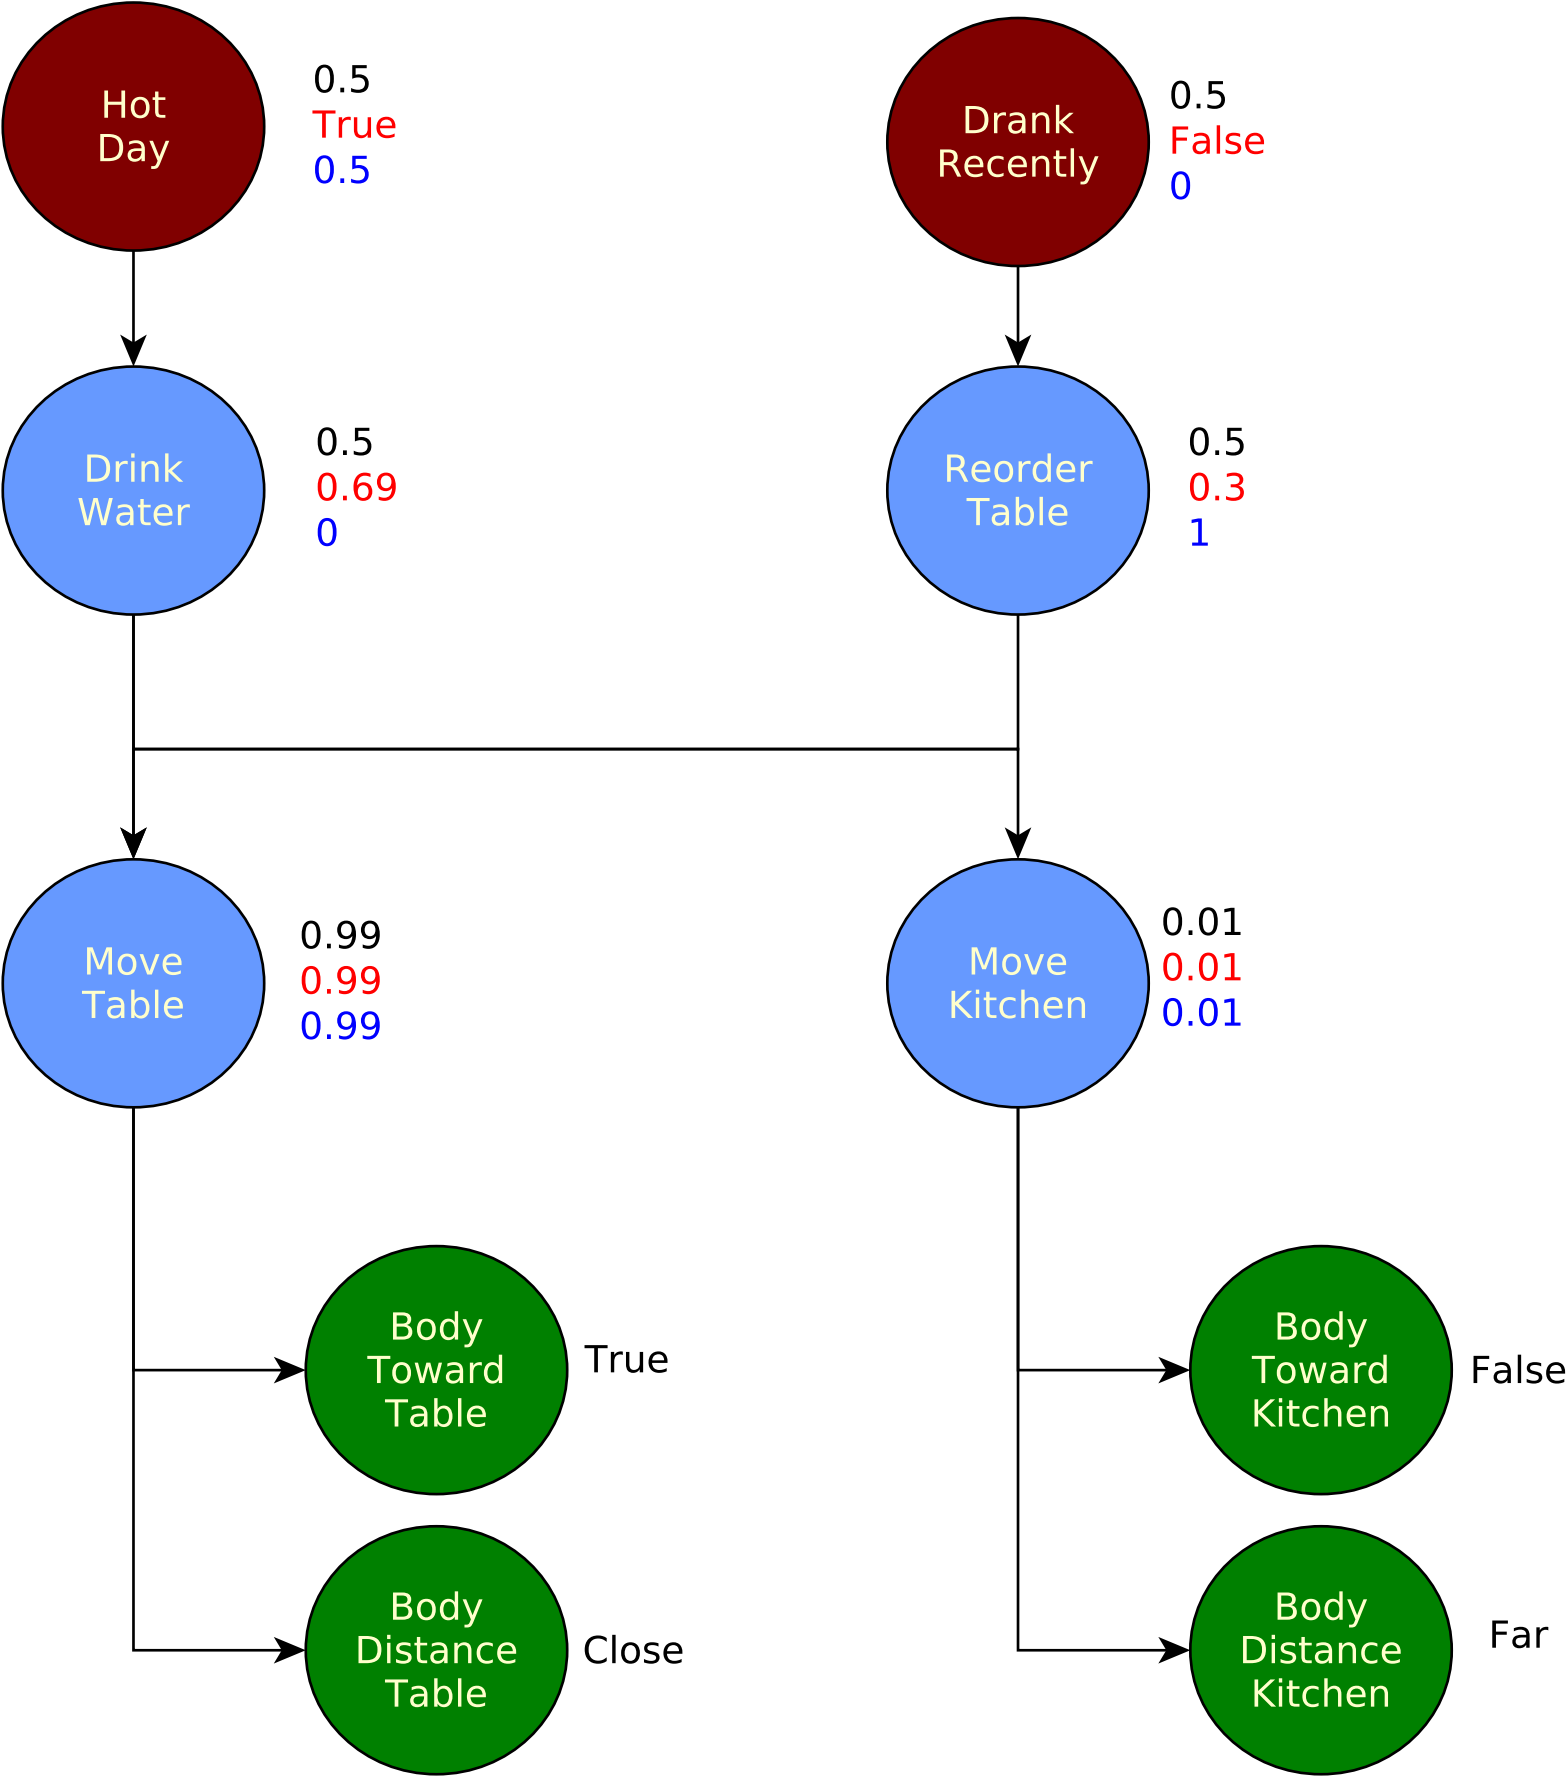 Hot
Day
0.5
True
0.5
Drank
Recently
0.5
False
0
Drink
Water
0.5
0.69
0
Reorder
Table
0.5
0.3
1
Move
Table
0.99
0.99
0.99
Move
Kitchen
0.01
0.01
0.01
Body
Toward
Table
True
Body
Toward
Kitchen
False
Body
Distance
Table
Close
Body
Distance
Kitchen
Far